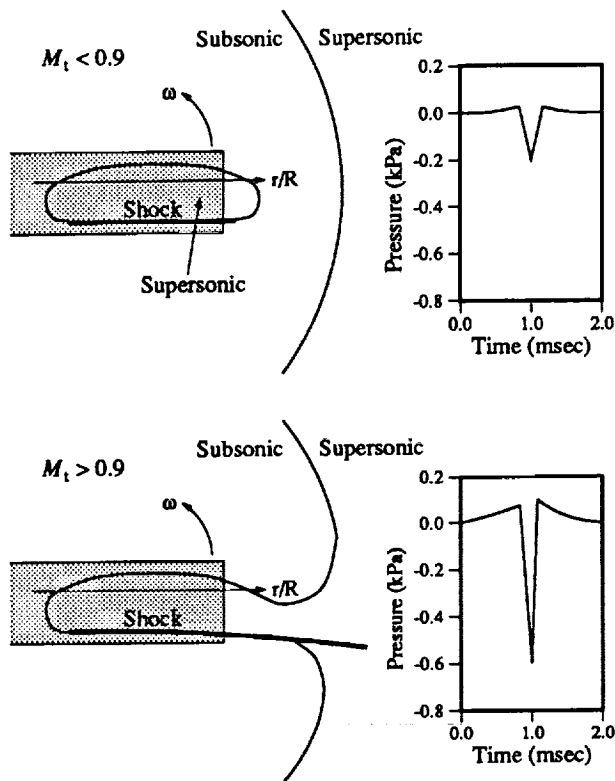 M_t < 0.9
Subsonic
Supersonic
ω
r/R
Shock
Supersonic
Pressure (kPa)
0.2
0.0
-0.2
-0.4
-0.6
-0.8
0.0
1.0
2.0
Time (msec)
M_t > 0.9
Subsonic
Supersonic
ω
r/R
Shock
Pressure (kPa)
0.2
0.0
-0.2
-0.4
-0.6
-0.8
0.0
1.0
2.0
Time (msec)